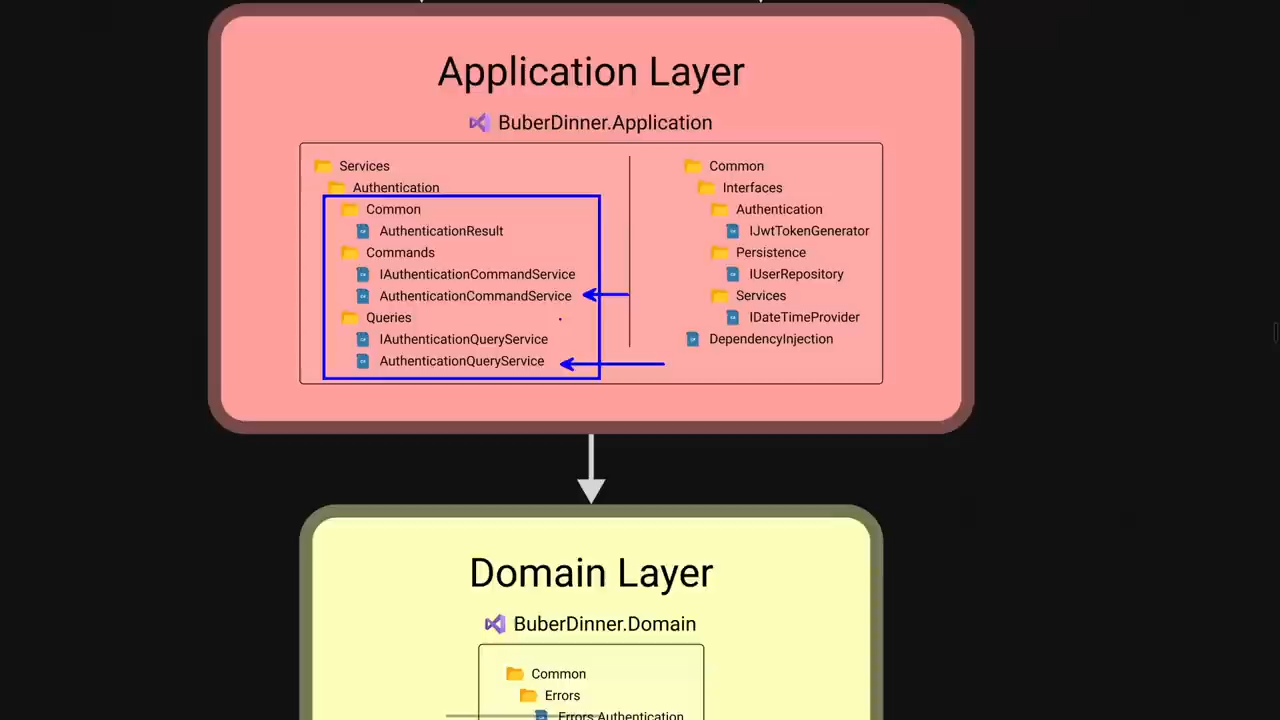 Application Layer
BuberDinner.Application
Services
Authentication
Common
AuthenticationResult
Commands
IAuthenticationCommandService
AuthenticationCommandService
Queries
IAuthenticationQueryService
AuthenticationQueryService
Common
Interfaces
Authentication
IJwtTokenGenerator
Persistence
IUserRepository
Services
IDateTimeProvider
DependencyInjection
Domain Layer
BuberDinner.Domain
Common
Errors
Errors.Authentication